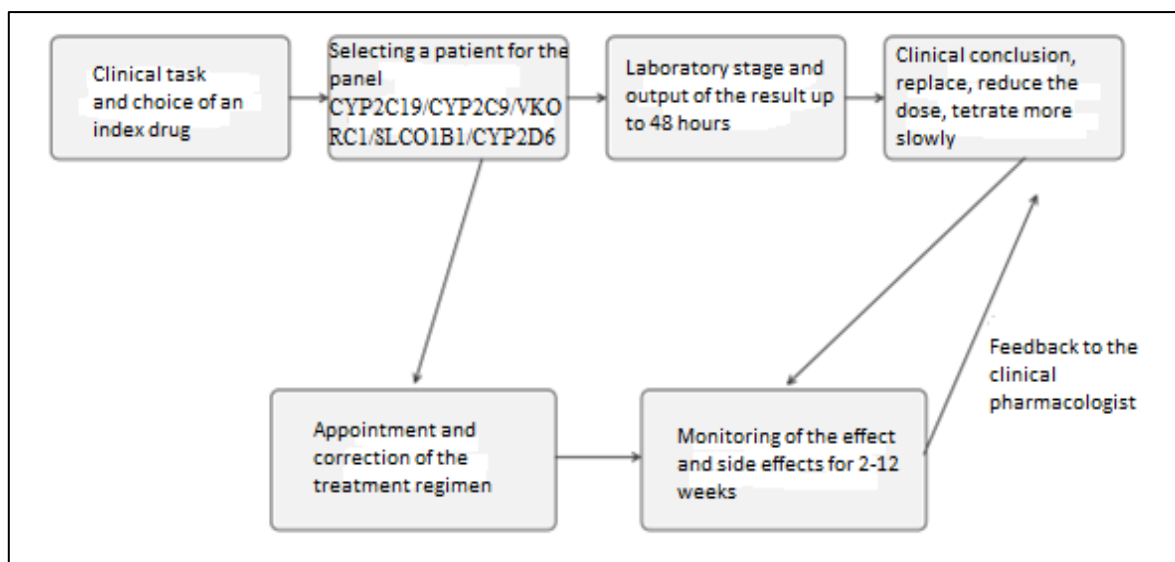 Clinical task
and choice of an
index drug
Selecting a patient for the
panel
CYP2C19/CYP2C9/VKO
RC1/SLCO1B1/CYP2D6
Laboratory stage and
output of the result up
to 48 hours
Clinical conclusion,
replace, reduce the
dose, tetrate more
slowly
Feedback to the
clinical
pharmacologist
Appointment and
correction of the
treatment regimen
Monitoring of the effect
and side effects for 2-12
weeks